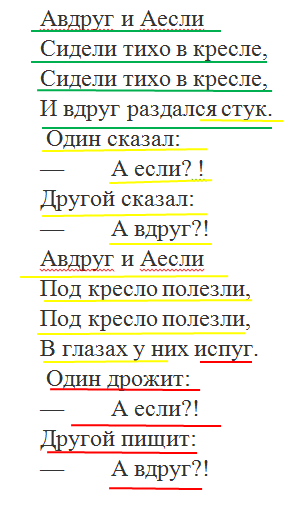 Авдруг и Аесли
Сидели тихо в кресле,
Сидели тихо в кресле,
И вдруг раздался стук.
Один сказал:
— А если? !
Другой сказал:
— А вдруг?!
Авдруг и Аесли
Под кресло полезли,
Под кресло полезли,
В глазах у них испуг.
Один дрожит:
— А если?!
Другой пищит:
— А вдруг?!